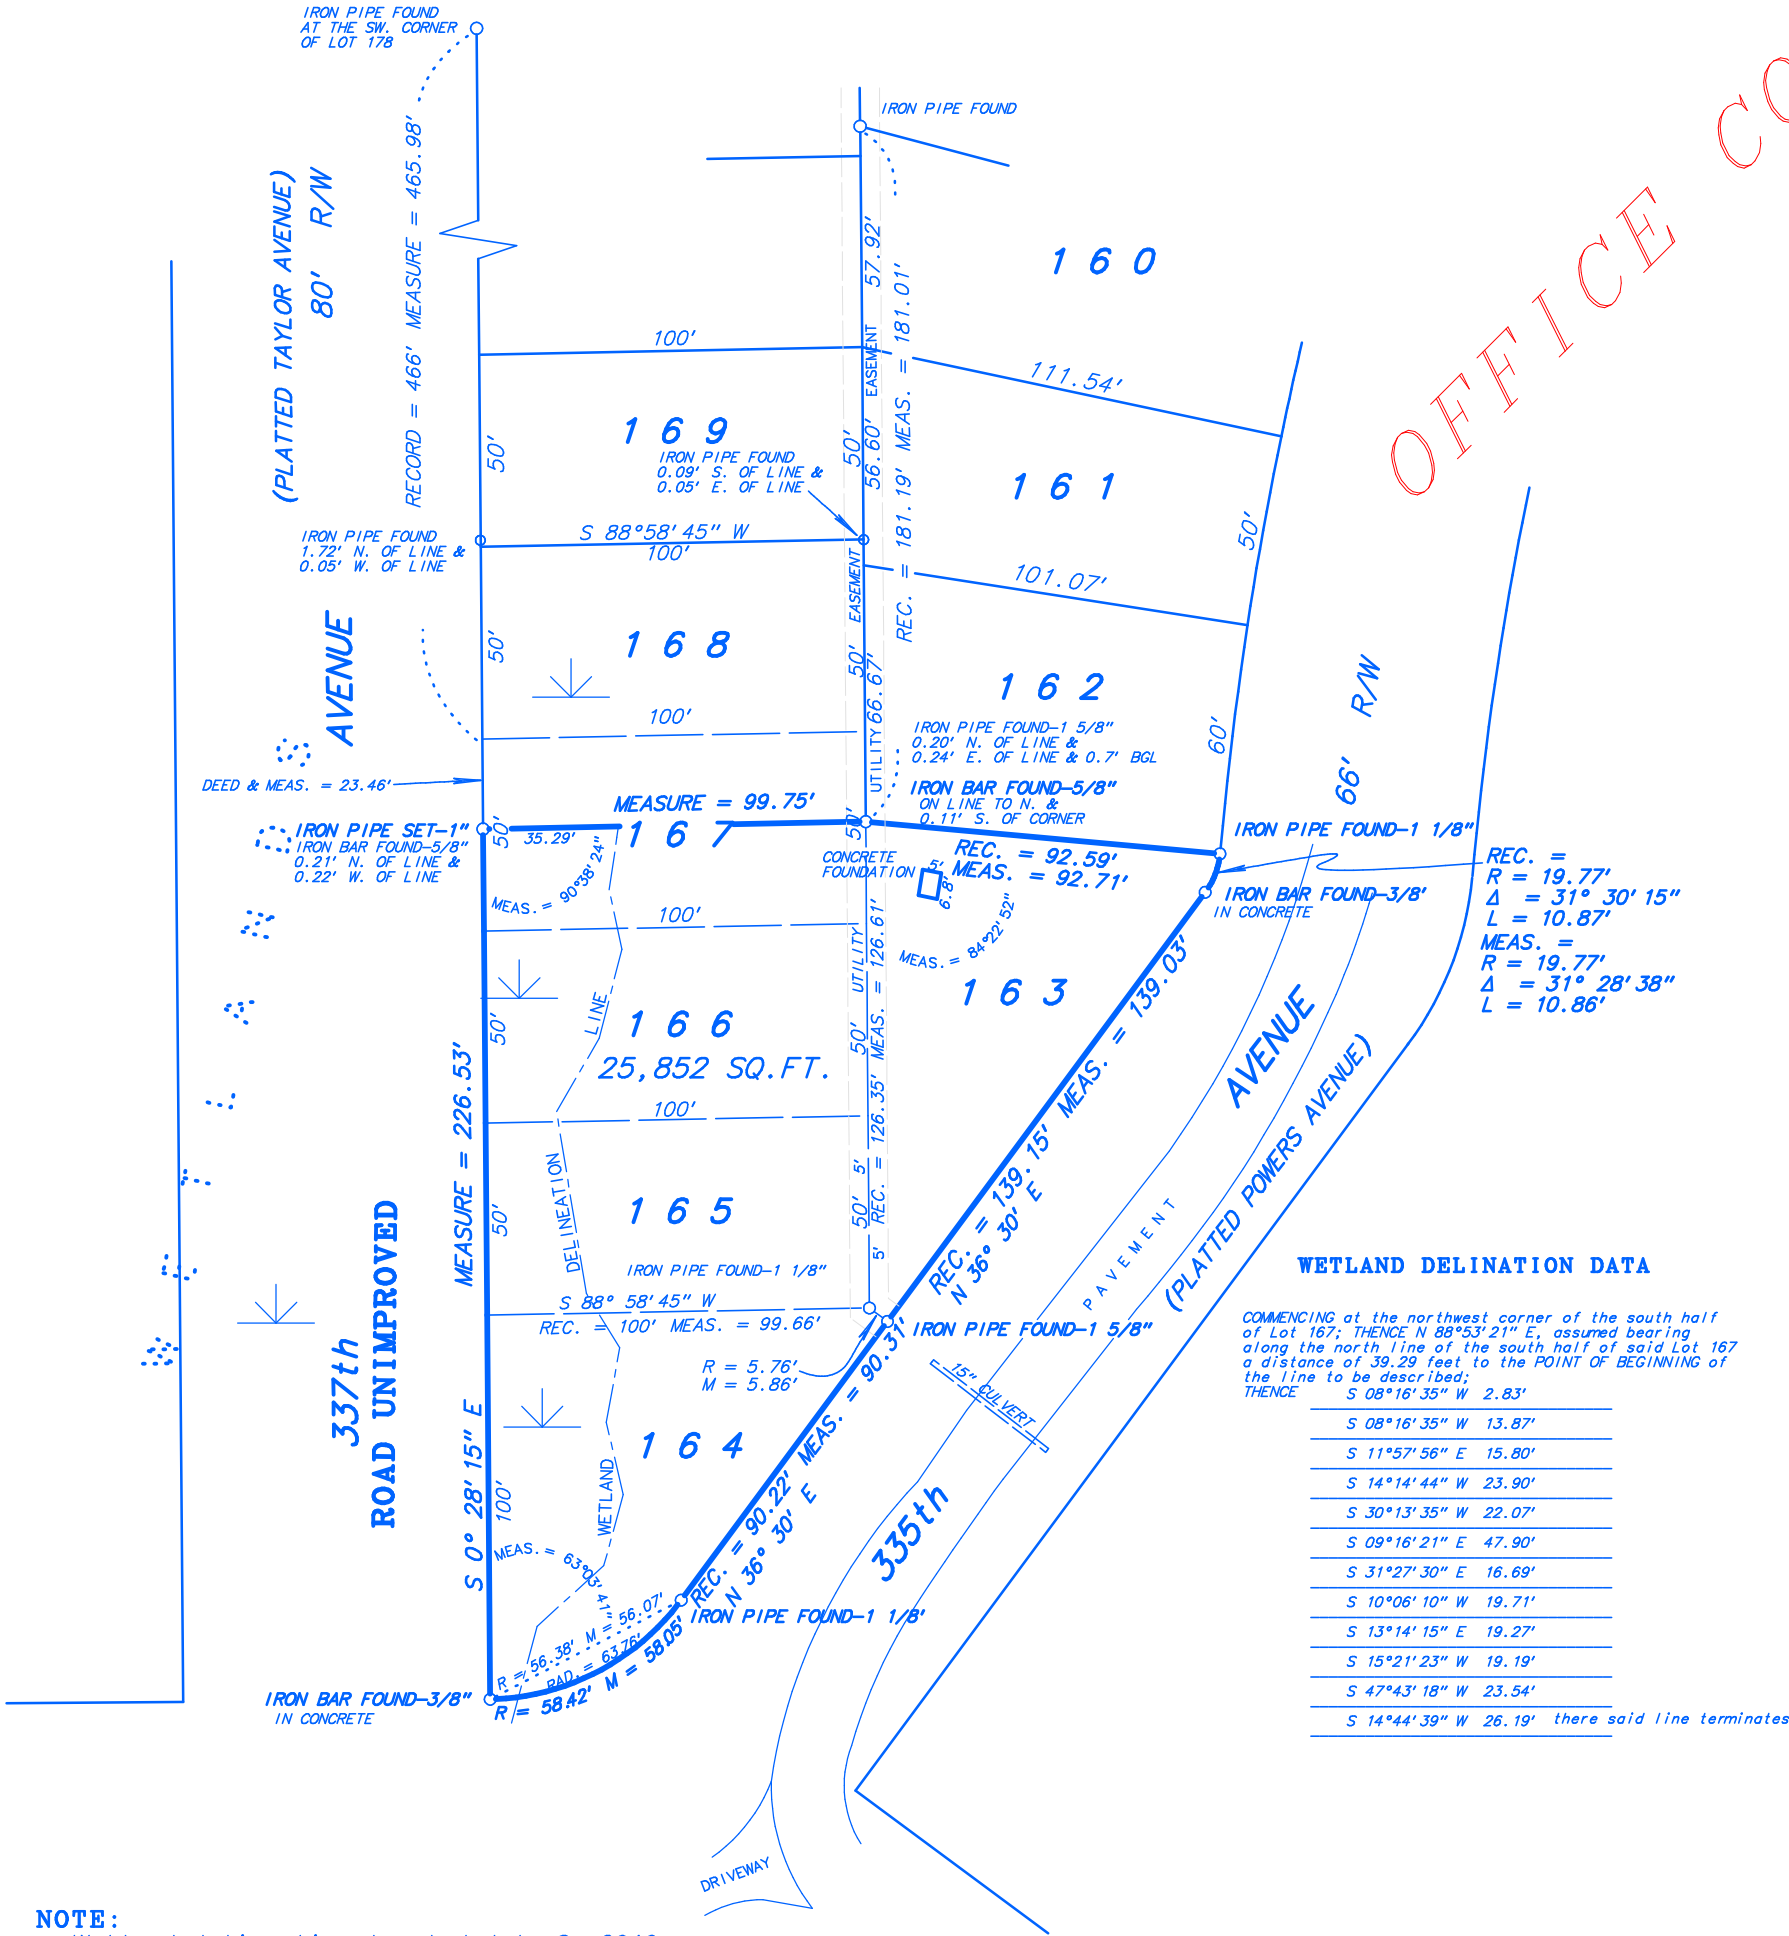 IRON PIPE FOUND
AT THE SW. CORNER
OF LOT 178
IRON PIPE FOUND
OFFICE
(PLATTED TAYLOR AVENUE)
80' R/W
RECORD = 466' MEASURE = 465.98'
57.92'
160
EASEMENT
REC. = 181.19' MEAS. = 181.01'
100'
111.54'
169
50'
50'
56.60'
IRON PIPE FOUND
0.09' S. OF LINE &
0.05' E. OF LINE
161
50'
IRON PIPE FOUND
1.72' N. OF LINE &
0.05' W. OF LINE
S 88°58'45" W
100'
101.07'
EASEMENT
AVENUE
50'
168
50'
66.67'
UTILITY
162
66' R/W
60'
100'
IRON PIPE FOUND-1 5/8"
0.20' N. OF LINE &
0.24' E. OF LINE & 0.7' BGL
DEED & MEAS. = 23.46'
IRON BAR FOUND-5/8"
ON LINE TO N. &
0.11' S. OF CORNER
MEASURE = 99.75'
IRON PIPE SET-1"
IRON BAR FOUND-5/8"
0.21' N. OF LINE &
0.22' W. OF LINE
50'
35.29'
167
50'
IRON PIPE FOUND-1 1/8"
CONCRETE
FOUNDATION
5'
6.8'
REC. = 92.59'
MEAS. = 92.71'
REC. =
R = 19.77'
Δ = 31° 30' 15"
L = 10.87'
MEAS. =
R = 19.77'
Δ = 31° 28' 38"
L = 10.86'
IRON BAR FOUND-3/8"
IN CONCRETE
MEAS. = 90°38'24"
MEAS. = 84°22'52"
100'
UTILITY
163
LINE
166
50'
50'
25,852 SQ.FT.
REC. = 126.35' MEAS. = 126.61'
REC. = 139.15' MEAS. = 139.03'
N 36° 30' E
AVENUE
(PLATTED POWERS AVENUE)
PAVEMENT
MEASURE = 226.53'
100'
DELINEATION
165
50'
50'
5'
5'
IRON PIPE FOUND-1 1/8"
S 88° 58'45" W
REC. = 100' MEAS. = 99.66'
IRON PIPE FOUND-1 5/8"
R = 5.76'
M = 5.86'
15" CULVERT
337th
ROAD UNIMPROVED
S 0° 28'15" E
100'
164
WETLAND
REC. = 90.22' MEAS. = 90.31'
N 36° 30' E
335th
MEAS. = 63°03'41"
R = 56.38' M = 56.07'
RAD. = 63.76'
R = 58.42' M = 58.05'
IRON PIPE FOUND-1 1/8'
IRON BAR FOUND-3/8"
IN CONCRETE
DRIVEWAY
PLATTED
WETLAND DELINATION DATA
COMMENCING at the northwest corner of the south half
of Lot 167; THENCE N 88°53'21" E, assumed bearing
along the north line of the south half of said Lot 167
a distance of 39.29 feet to the POINT OF BEGINNING of
the line to be described;
THENCE S 08°16'35" W 2.83'
S 08°16'35" W 13.87'
S 11°57'56" E 15.80'
S 14°14'44" W 23.90'
S 30°13'35" W 22.07'
S 09°16'21" E 47.90'
S 31°27'30" E 16.69'
S 10°06'10" W 19.71'
S 13°14'15" E 19.27'
S 15°21'23" W 19.19'
S 47°43'18" W 23.54'
S 14°44'39" W 26.19' there said line terminates
NOTE: